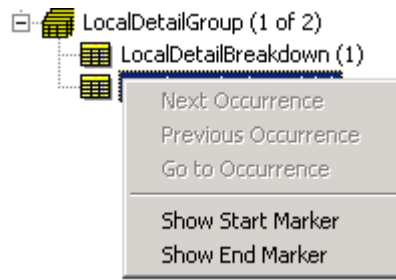 LocalDetailGroup (1 of 2)
LocalDetailBreakdown (1)
Next Occurrence
Previous Occurrence
Go to Occurrence
Show Start Marker
Show End Marker